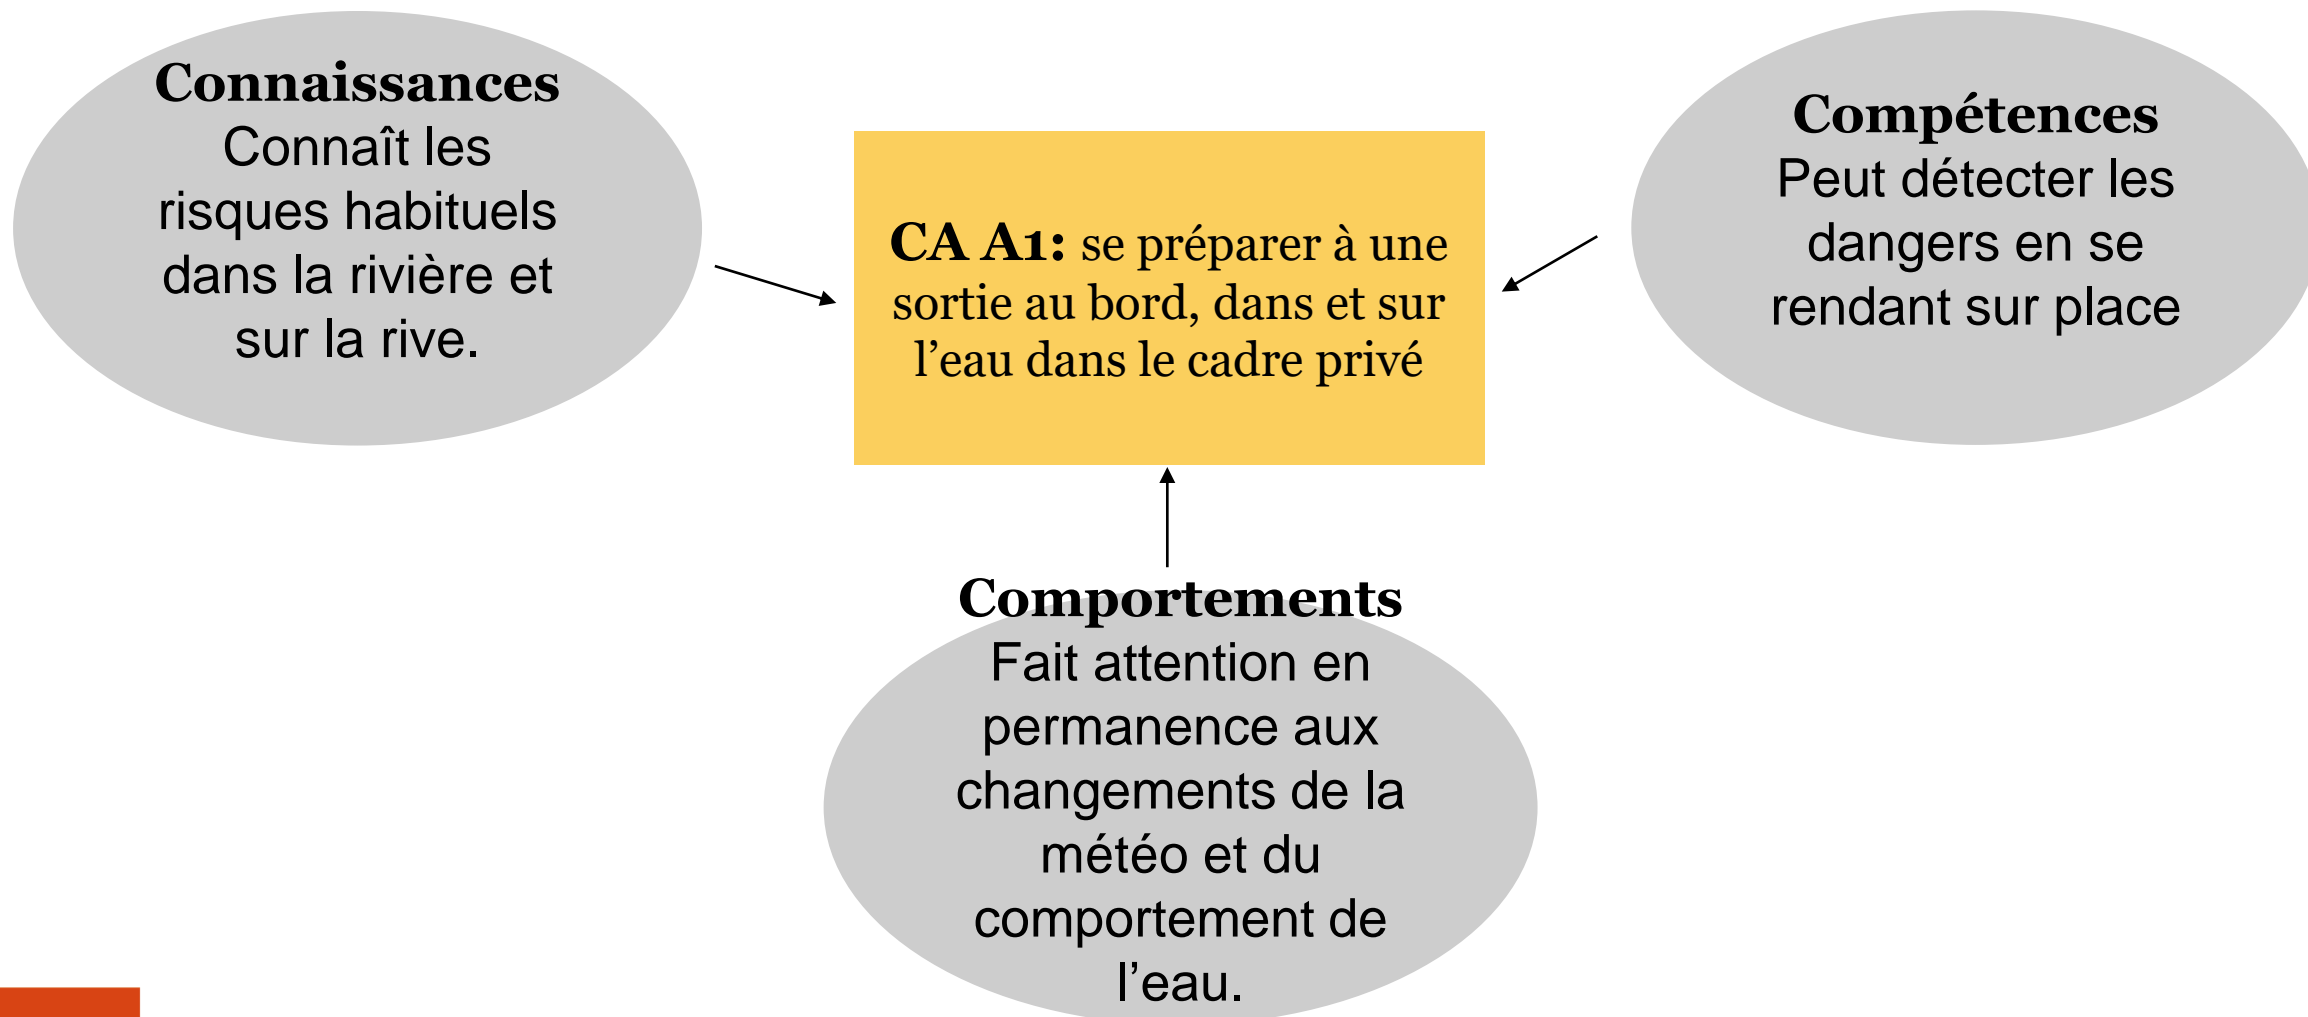 Connaissances
Connaît les
risques habituels
dans la rivière et
sur la rive.
CA A1: se préparer à une
sortie au bord, dans et sur
l’eau dans le cadre privé
Compétences
Peut détecter les
dangers en se
rendant sur place
Comportements
Fait attention en
permanence aux
changements de la
météo et du
comportement de
l’eau.